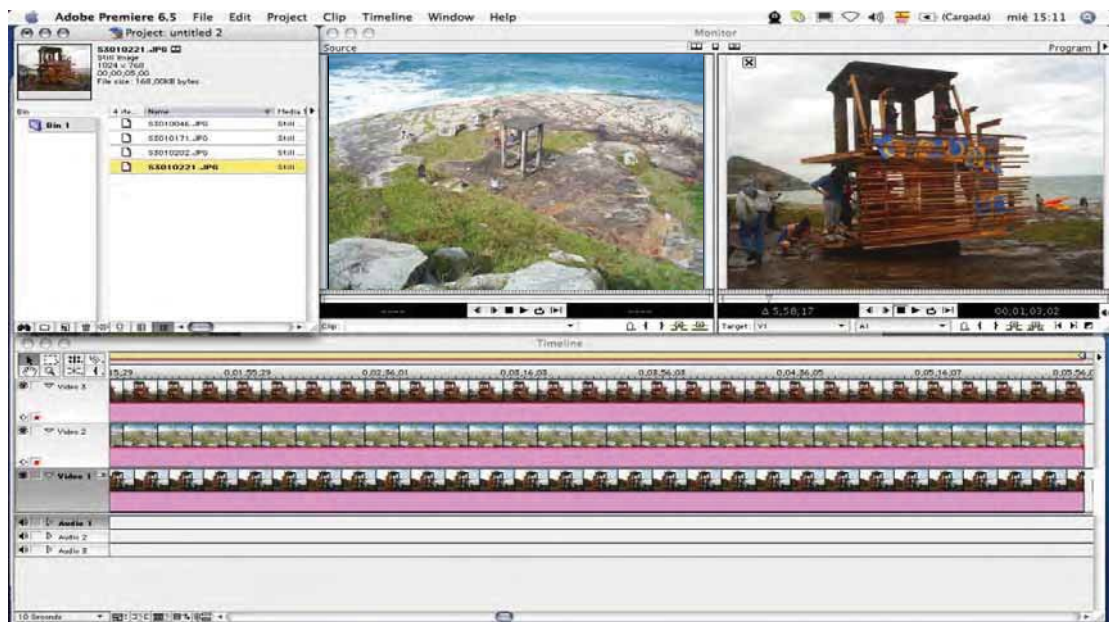 Adobe Premiere 6.5 File Edit Project Clip Timeline Window Help (Cargada) mié 15:11
Project: untitled 2
S3010221.JPG
Still Image
1024 x 768
00;00;05;00
File size: 168,00KB bytes
Bin
Name
Media
Bin 1
S3010046.JPG Still
S3010171.JPG Still
S3010202.JPG Still
S3010221.JPG Still
Monitor
Source
Program
Clip:
Δ 5;58;17
00;01;03;02
Target: V1
A1
Timeline
15;29 0;01;55;29 0;02;36;01 0;03;16;03 0;03;56;03 0;04;36;05 0;05;16;07
Video 3
Video 2
Video 1
Audio 1
Audio 2
Audio 3
10 Seconds